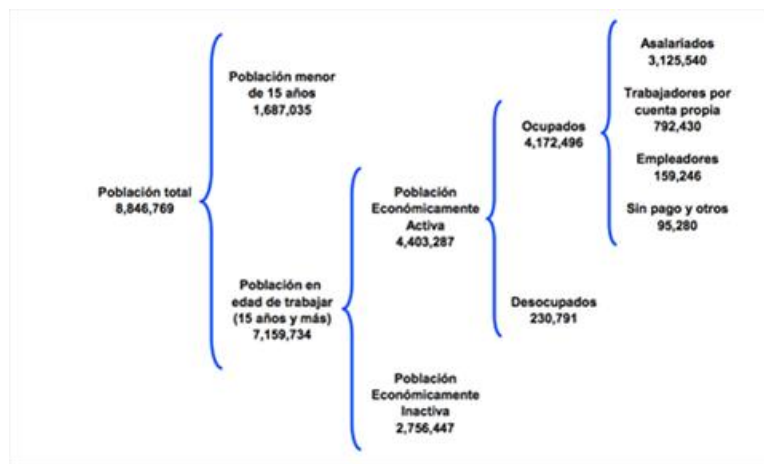 Población total
8,846,769
Población menor
de 15 años
1,687,035
Población en
edad de trabajar
(15 años y más)
7,159,734
Población
Económicamente
Activa
4,403,287
Población
Económicamente
Inactiva
2,756,447
Ocupados
4,172,496
Desocupados
230,791
Asalariados
3,125,540
Trabajadores por
cuenta propia
792,430
Empleadores
159,246
Sin pago y otros
95,280